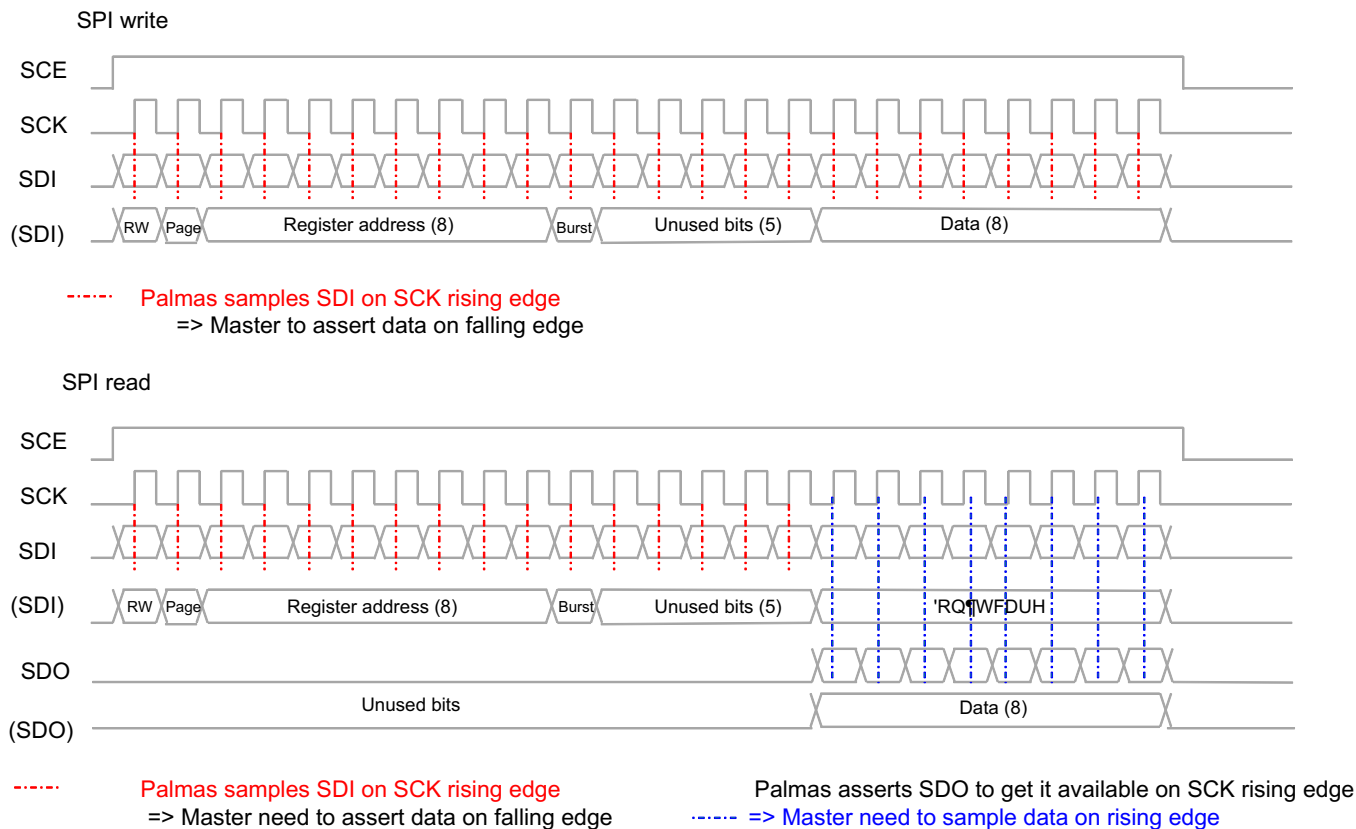 SPI write
SCE
SCK
SDI
(SDI) RW Page Register address (8) Burst Unused bits (5) Data (8)
Palmas samples SDI on SCK rising edge
=> Master to assert data on falling edge
SPI read
SCE
SCK
SDI
(SDI) RW Page Register address (8) Burst Unused bits (5) 'RQ¶WFDUH
SDO
(SDO) Unused bits Data (8)
Palmas samples SDI on SCK rising edge Palmas asserts SDO to get it available on SCK rising edge
=> Master need to assert data on falling edge => Master need to sample data on rising edge